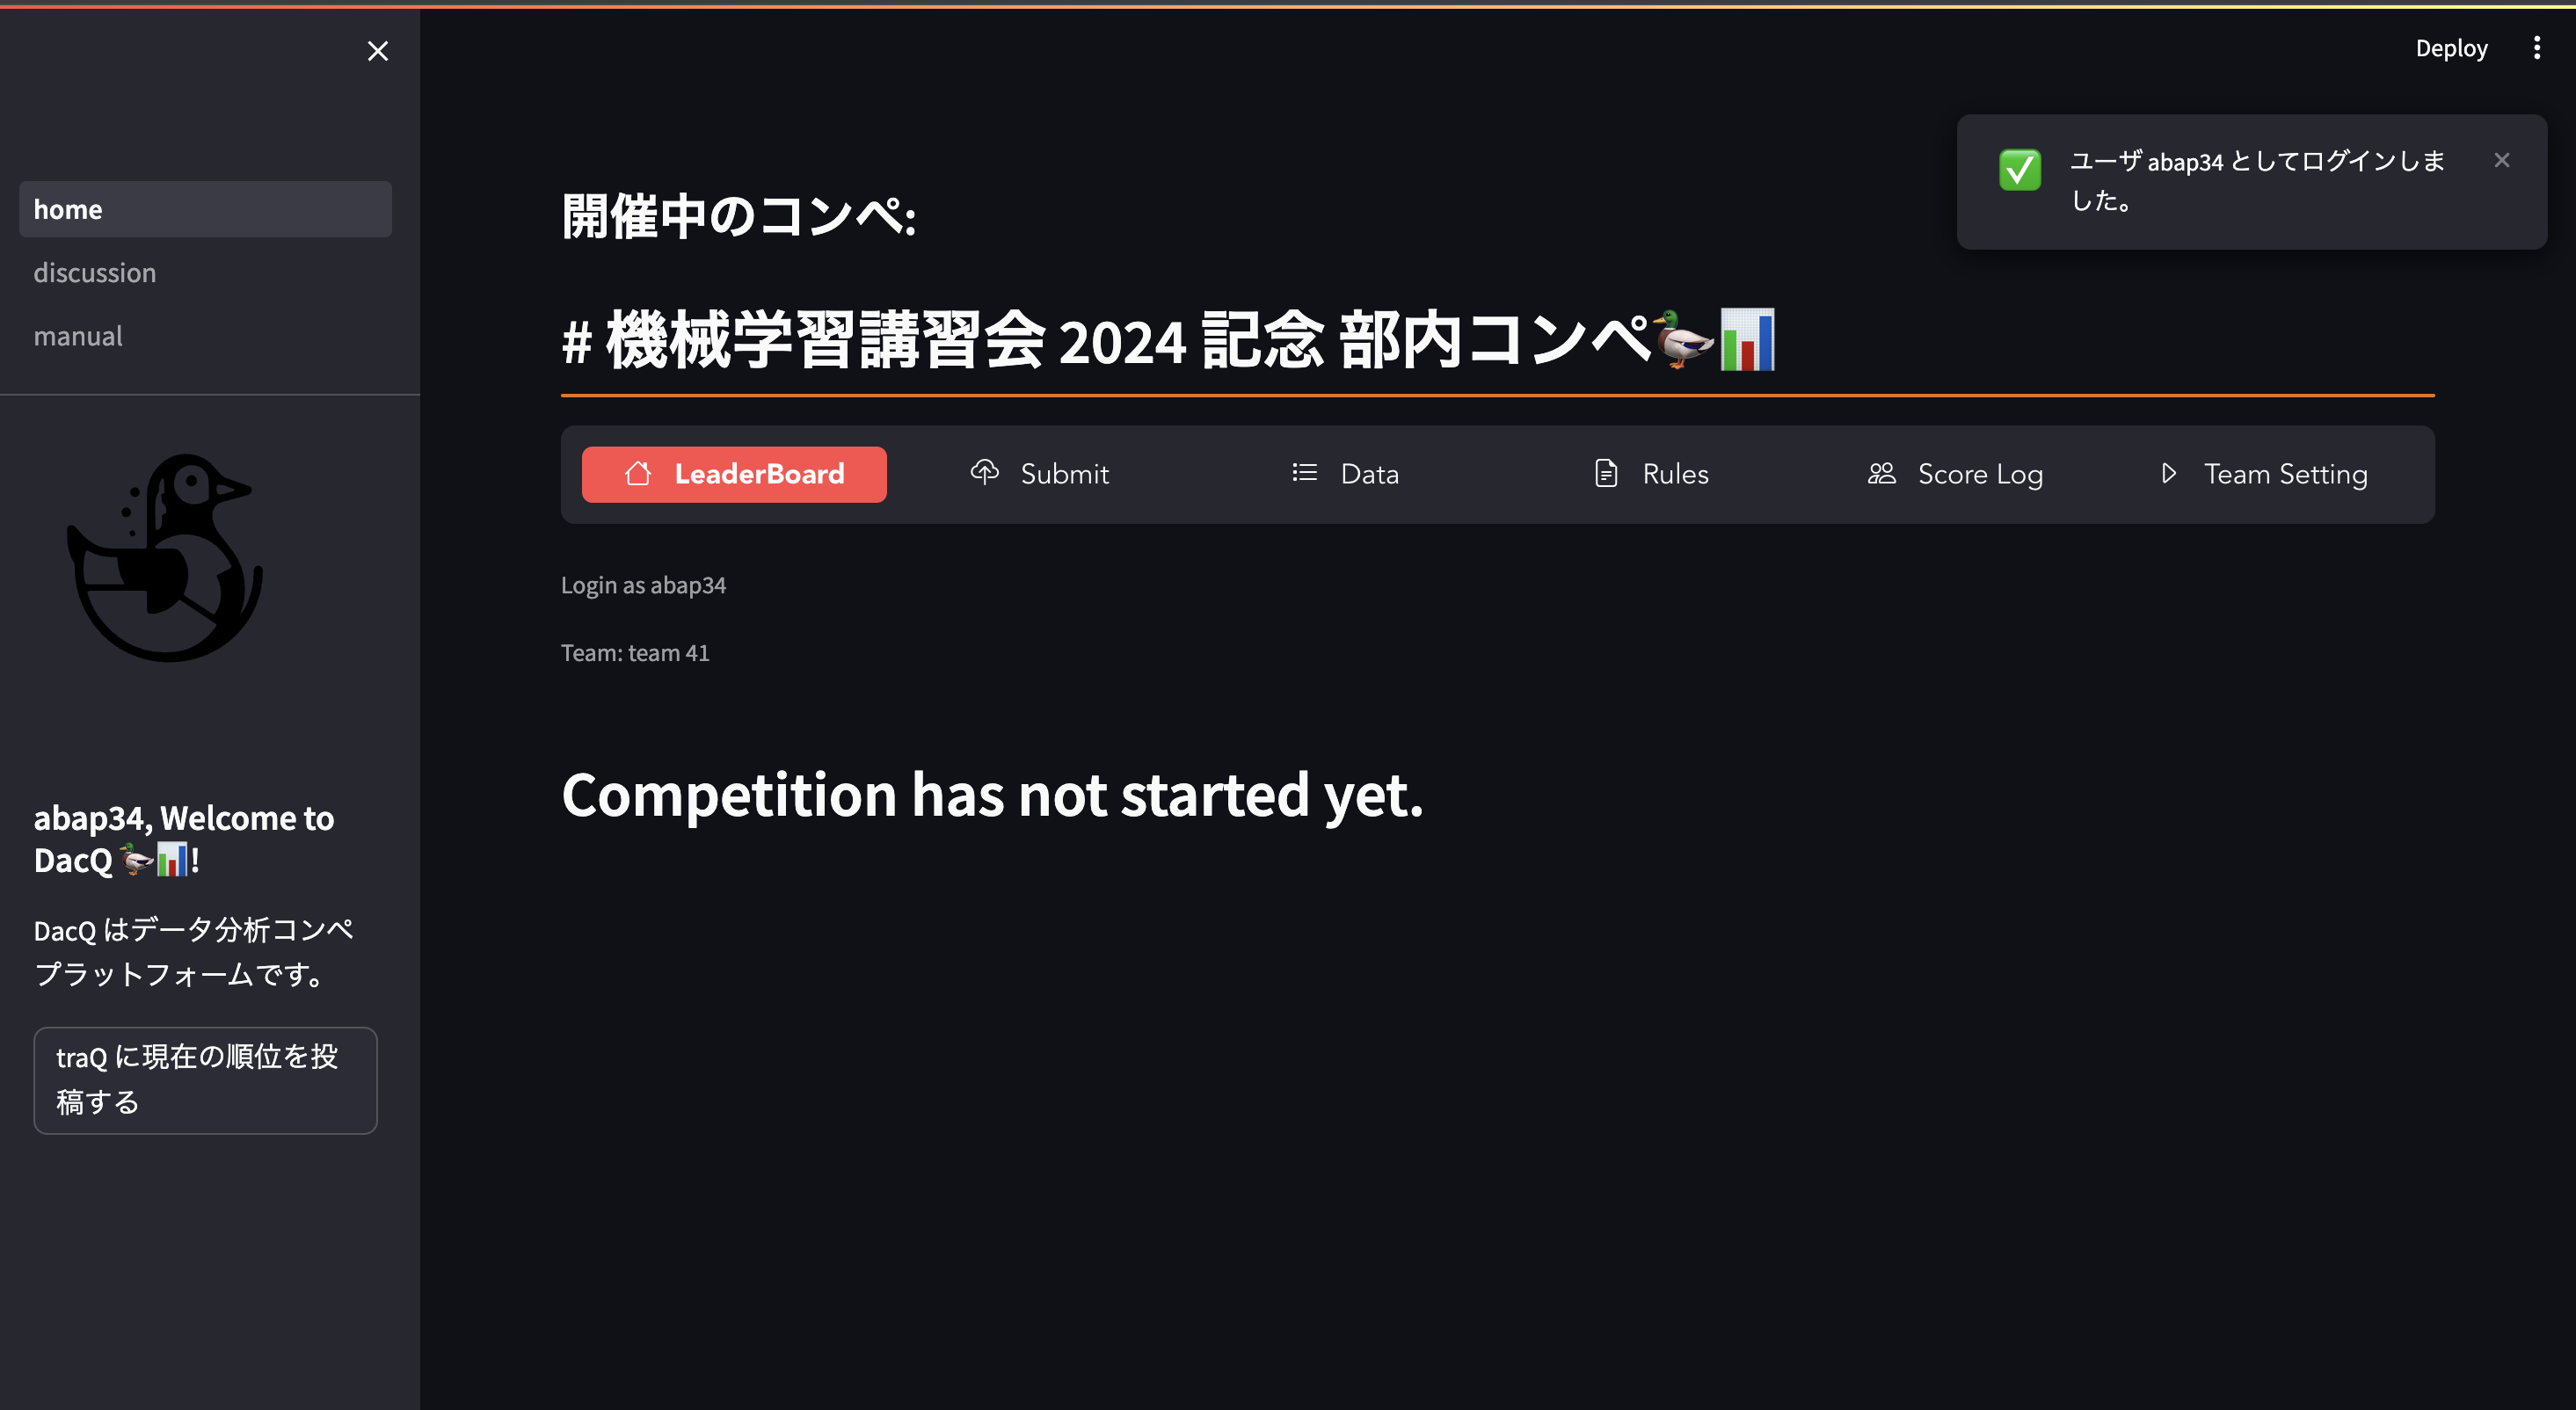 Deploy
home
discussion
manual
abap34, Welcome to
DacQ 🦆📊!
DacQ はデータ分析コンペ
プラットフォームです。
traQ に現在の順位を投
稿する
ユーザ abap34 としてログインしま
した。
開催中のコンペ:
# 機械学習講習会 2024 記念 部内コンペ🦆📊
LeaderBoard
Submit
Data
Rules
Score Log
Team Setting
Login as abap34
Team: team 41
Competition has not started yet.